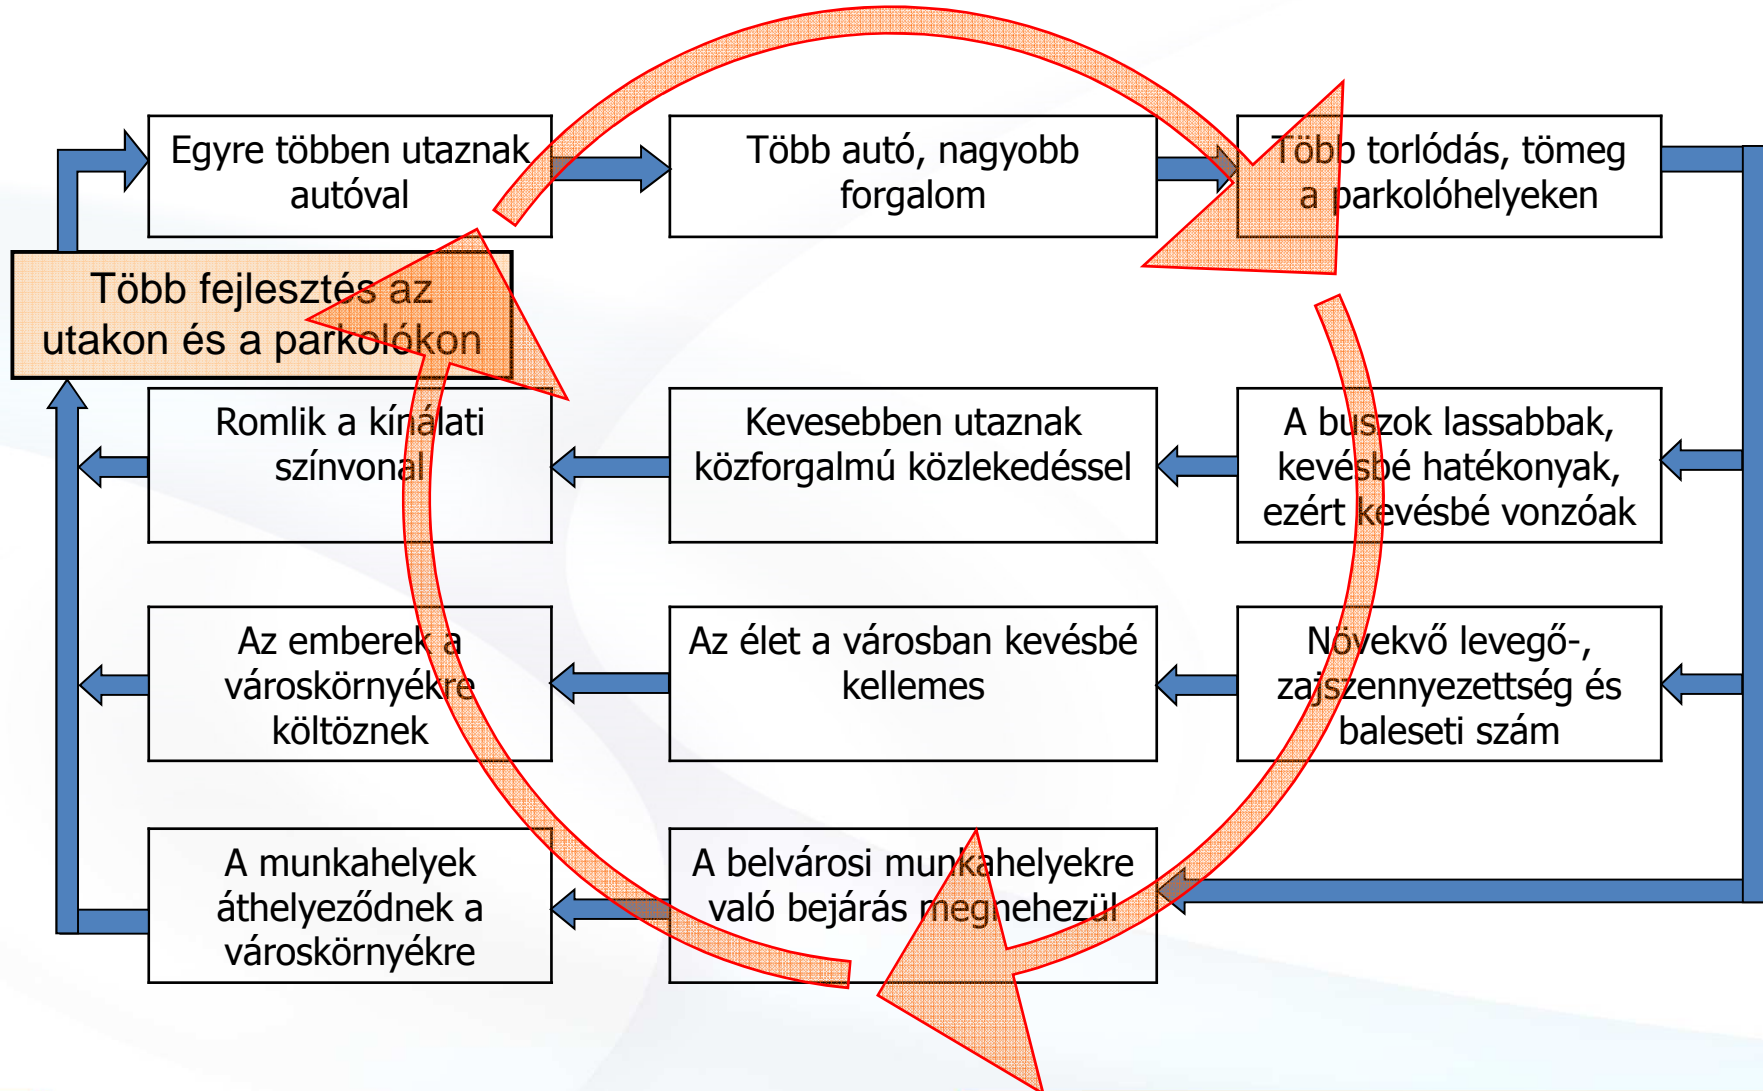 Egyre többen utaznak
autóval
Több autó, nagyobb
forgalom
Több torlódás, tömeg
a parkolóhelyeken
Több fejlesztés az
utakon és a parkolókon
Romlik a kínálati
színvonal
Kevesebben utaznak
közforgalmú közlekedéssel
A buszok lassabbak,
kevésbé hatékonyak,
ezért kevésbé vonzóak
Az emberek a
városkörnyékre
költöznek
Az élet a városban kevésbé
kellemes
Növekvő levegő-,
zajszennyezettség és
baleseti szám
A munkahelyek
áthelyeződnek a
városkörnyékre
A belvárosi munkahelyekre
való bejárás megnehezül